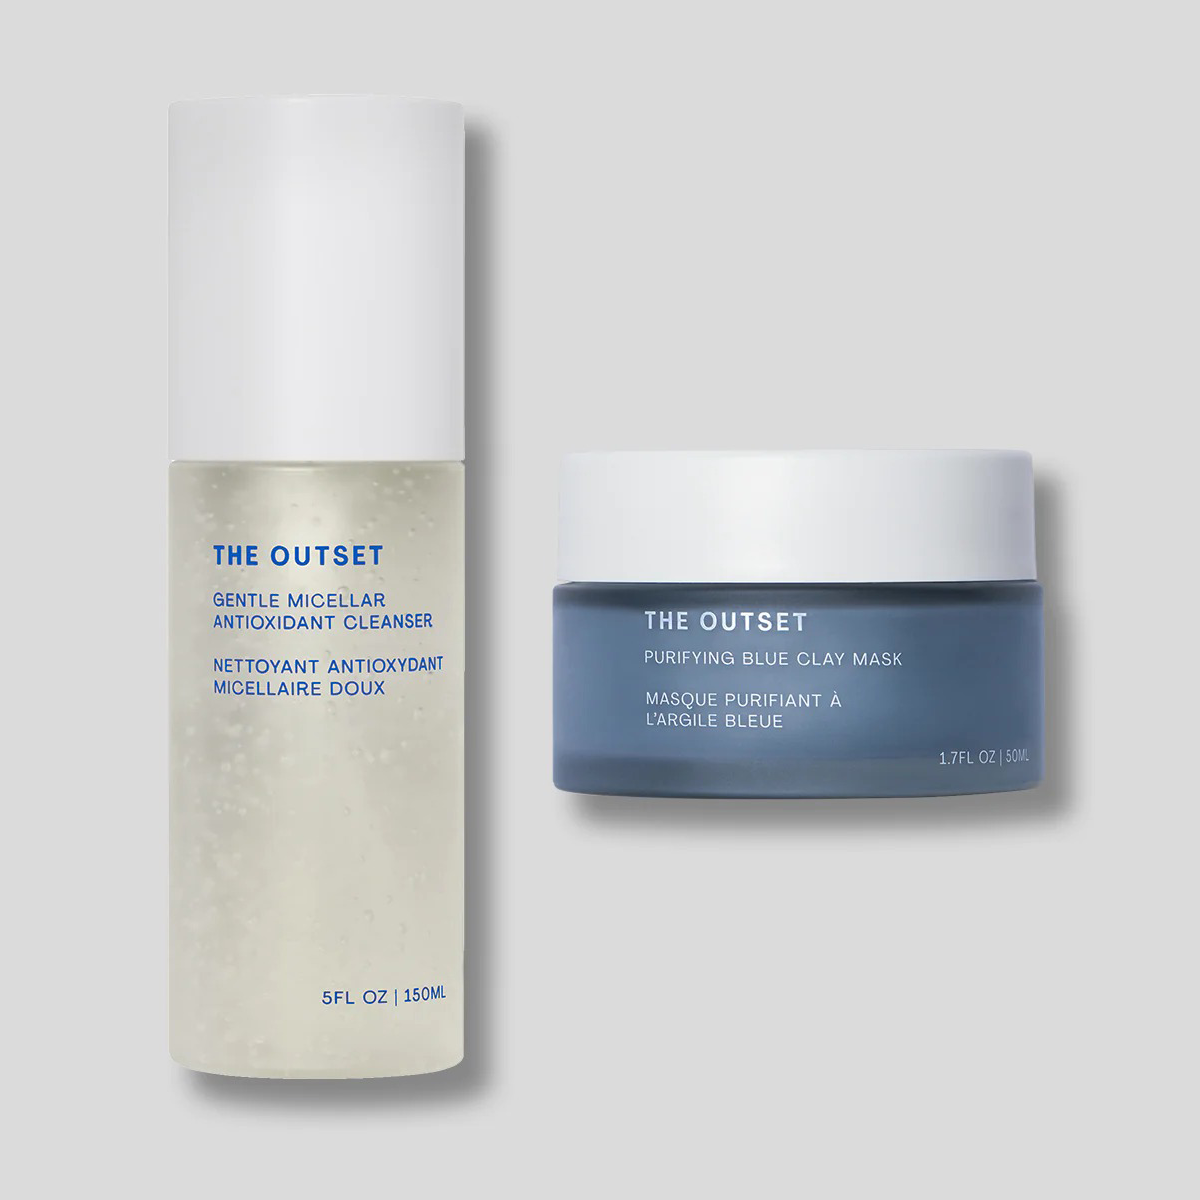 THE OUTSET
GENTLE MICELLAR
ANTIOXIDANT CLEANSER
NETTOYANT ANTIOXYDANT
MICELLAIRE DOUX
5FL OZ | 150ML
THE OUTSET
PURIFYING BLUE CLAY MASK
MASQUE PURIFIANT À
L'ARGILE BLEUE
1.7FL OZ | 50ML